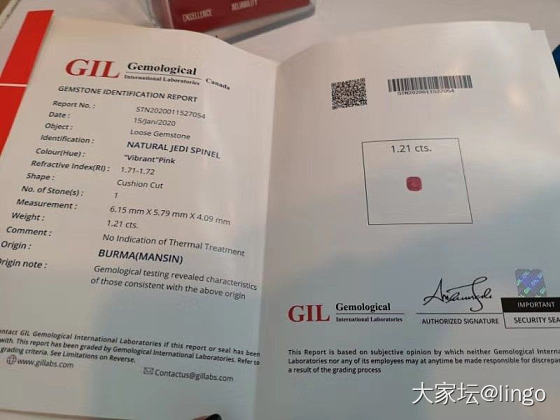 EXCELLENCE RELIABILITY
GIL Gemological
International Laboratories Canada
GEMSTONE IDENTIFICATION REPORT
Report No. : STN2020011527054
Date : 15/Jan/2020
Object : Loose Gemstone
Identification : NATURAL JEDI SPINEL
Colour(Hue) : "Vibrant"Pink
Refractive Index(RI) : 1.71-1.72
Shape : Cushion Cut
No. of Stone(s) : 1
Measurement : 6.15 mm X 5.79 mm X 4.09 mm
Weight : 1.21 cts.
Comment : No Indication of Thermal Treatment
Origin : BURMA(MANSIN)
Origin note : Gemological testing revealed characteristics
of those consistent with the above origin
contact GIL Gemological International Laboratories if report or seal has been
with. This report has been graded by Gemological International Laboratories. Refer to
grading criteria. See Limitations on Reverse.
www.gillabs.com
Contactus@gillabs.com
STN2020011527054
1.21 cts.
GIL Gemological
International Laboratories
AUTHORIZED SIGNATURE
IMPORTANT
SECURITY SEA
This Report is based on subjective opinion by which neither Gemological Interna
Laboratories nor any of its employees may at anytime be made responsible for discrepan
a result of the grading process
大家坛@lingo